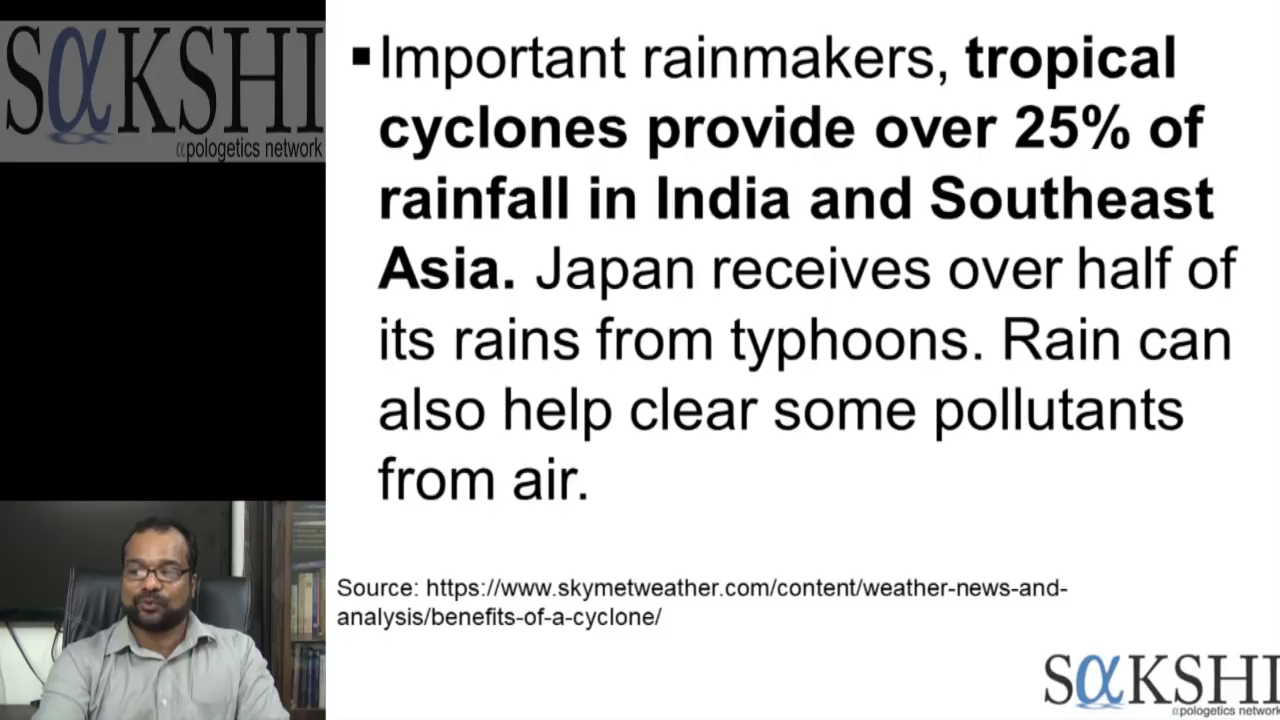 SαKSHI
αpologetics network
▪Important rainmakers, tropical
cyclones provide over 25% of
rainfall in India and Southeast
Asia. Japan receives over half of
its rains from typhoons. Rain can
also help clear some pollutants
from air.
Source: https://www.skymetweather.com/content/weather-news-and-
analysis/benefits-of-a-cyclone/
SαKSHI
αpologetics network